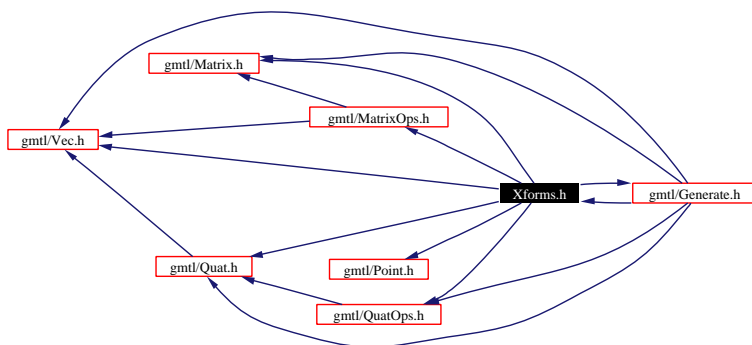 gmtl/Matrix.h
gmtl/MatrixOps.h
gmtl/Vec.h
Xforms.h
gmtl/Generate.h
gmtl/Quat.h
gmtl/Point.h
gmtl/QuatOps.h